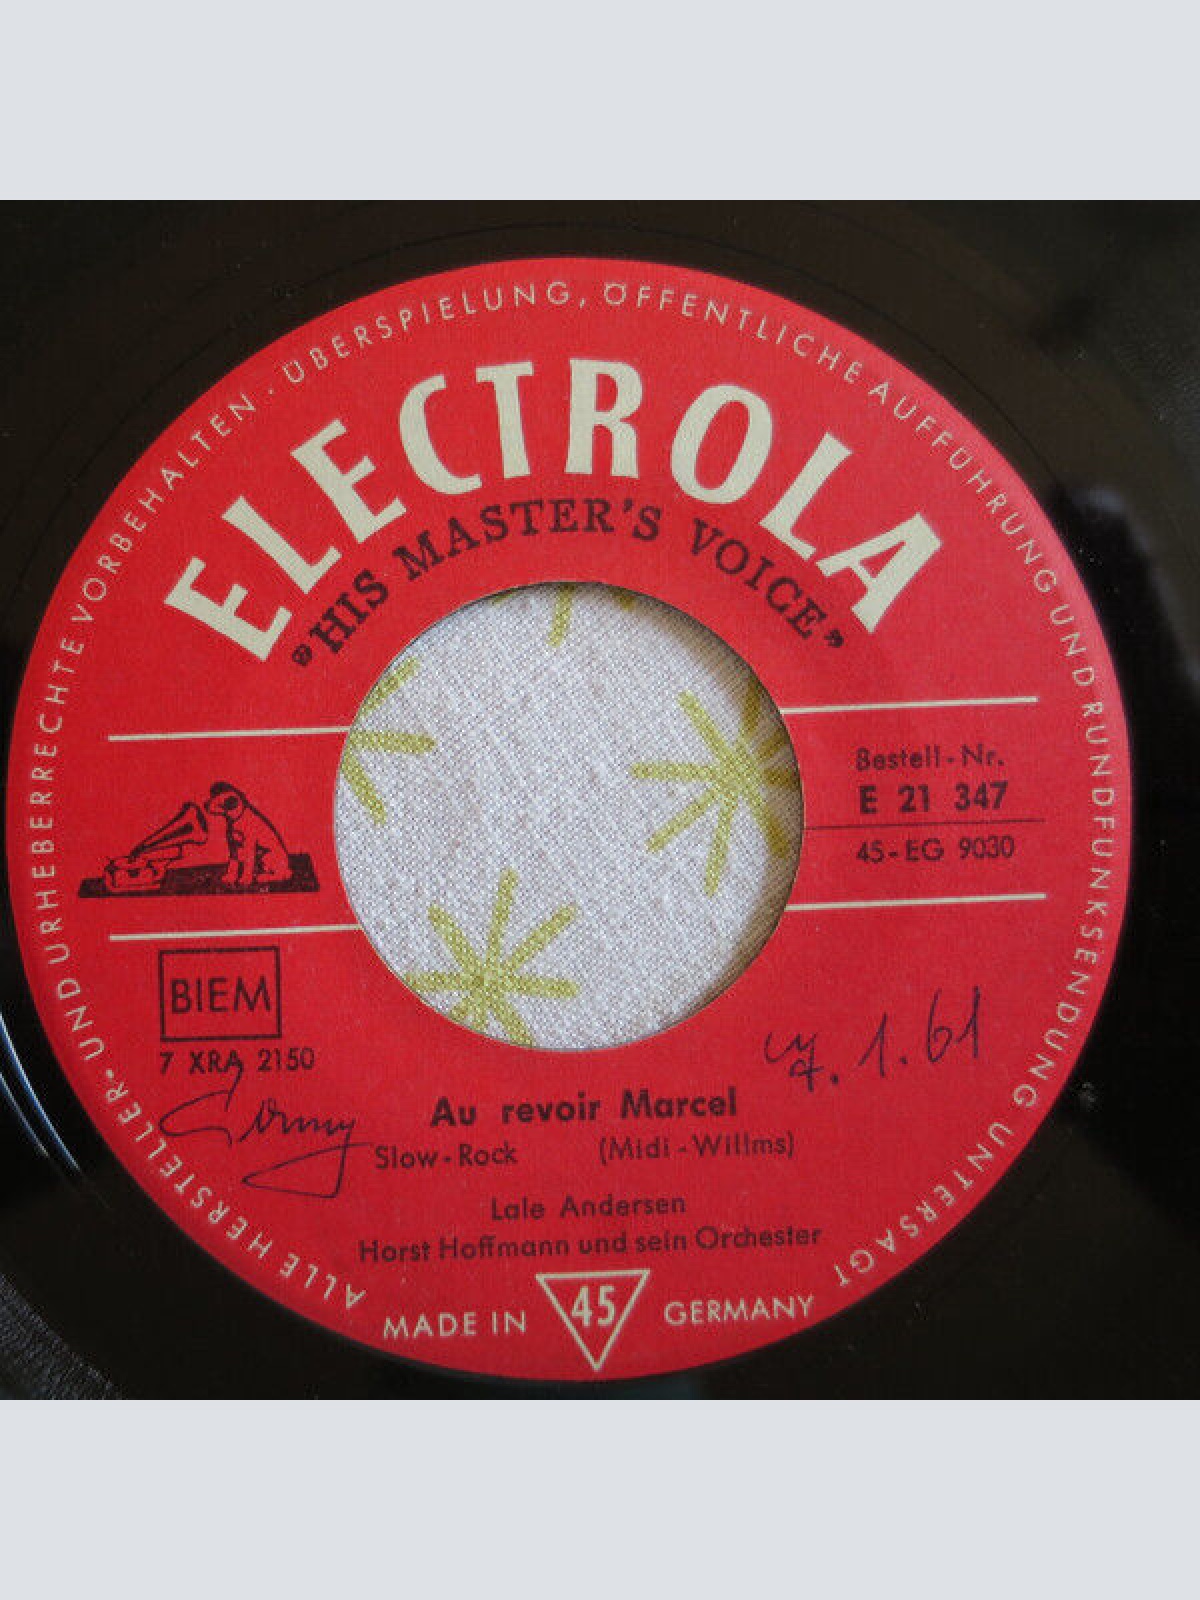 ALLE HERSTELLER- UND URHEBERRECHTE VORBEHALTEN · ÜBERSPIELUNG, ÖFFENTLICHE AUFFÜHRUNG UND RUNDFUNKSENDUNG UNTERSAGT
ELECTROLA
"HIS MASTER'S VOICE"
Bestell-Nr.
E 21 347
45-EG 9030
BIEM
7 XRA 2150
1.61
Au revoir Marcel
Slow-Rock (Midi-Willms)
Lale Andersen
Horst Hoffmann und sein Orchester
MADE IN 45 GERMANY